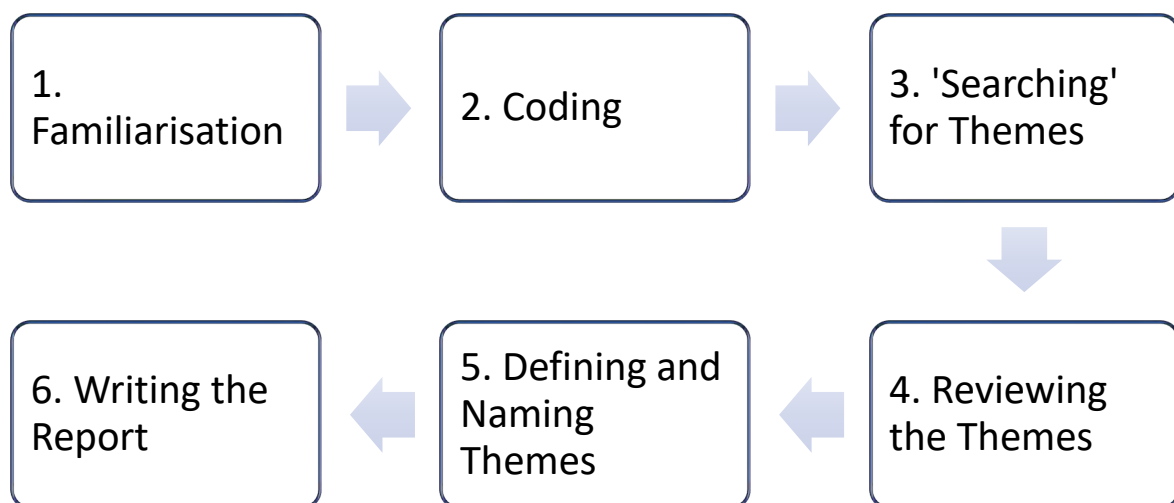 1.
Familiarisation
2. Coding
3. 'Searching'
for Themes
4. Reviewing
the Themes
5. Defining and
Naming
Themes
6. Writing the
Report